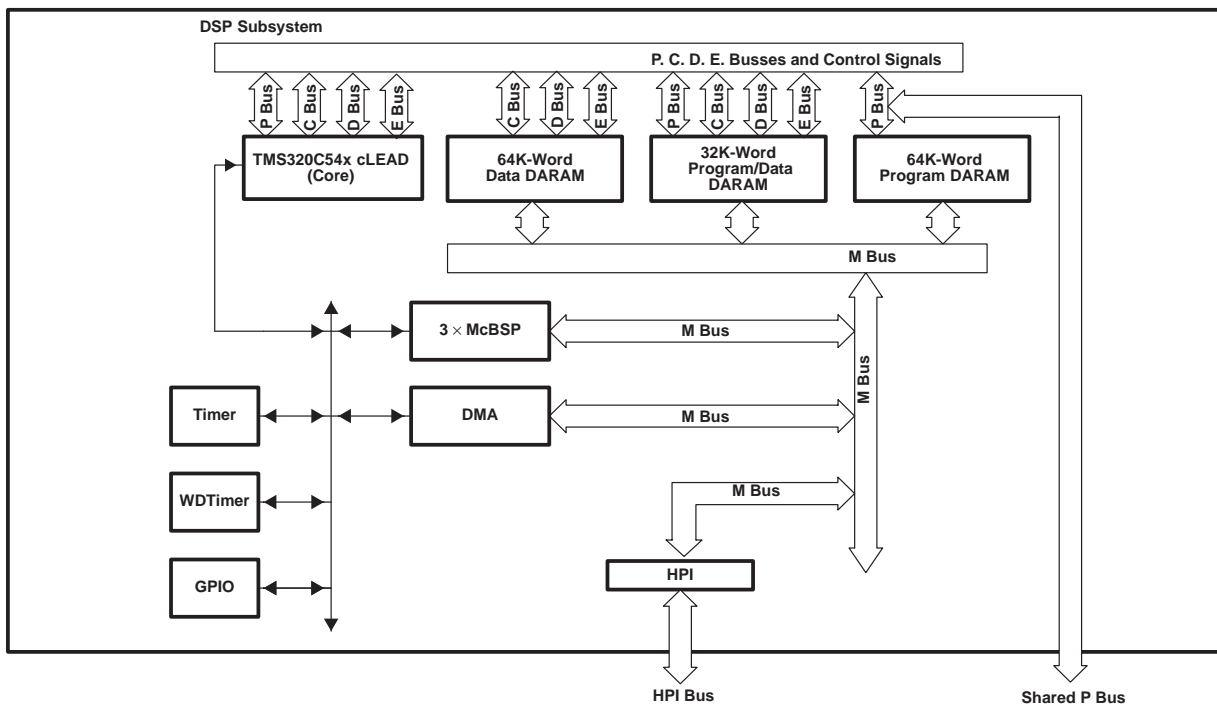 DSP Subsystem
P. C. D. E. Busses and Control Signals
P Bus
C Bus
D Bus
E Bus
C Bus
D Bus
E Bus
P Bus
C Bus
D Bus
E Bus
P Bus
TMS320C54x cLEAD
(Core)
64K-Word
Data DARAM
32K-Word
Program/Data
DARAM
64K-Word
Program DARAM
M Bus
3 × McBSP
M Bus
M Bus
Timer
DMA
M Bus
WDTimer
M Bus
GPIO
HPI
HPI Bus
Shared P Bus